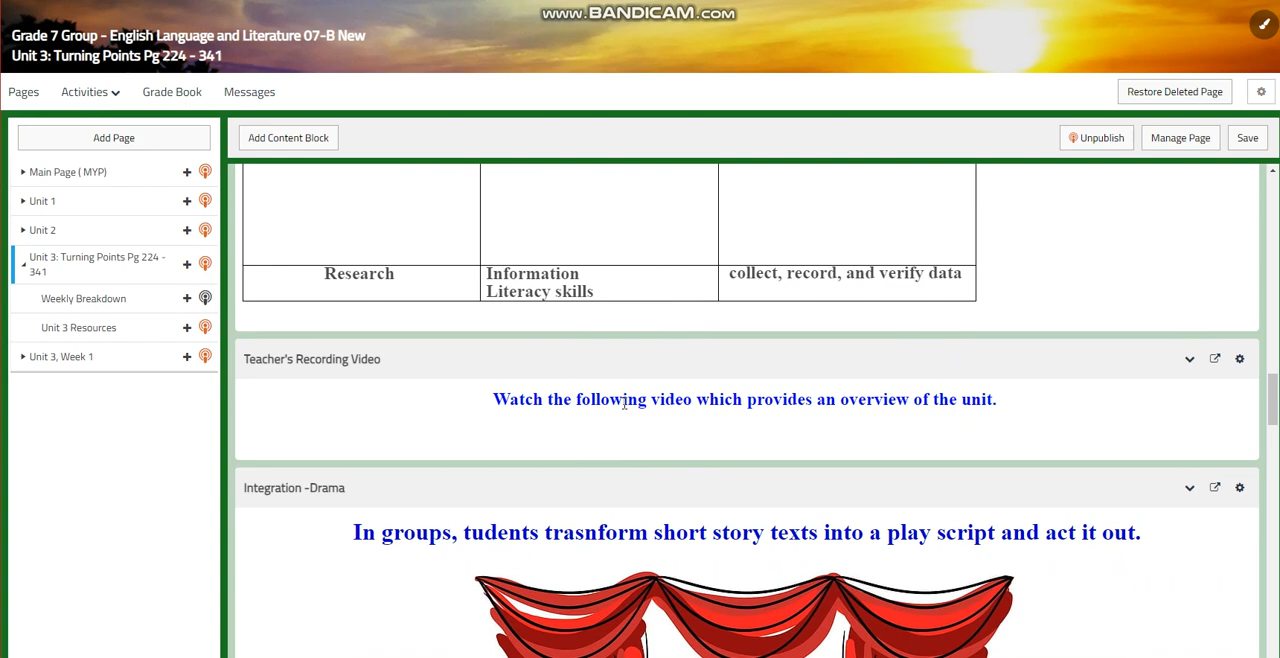 www.BANDICAM.com
Grade 7 Group - English Language and Literature 07-B New
Unit 3: Turning Points Pg 224 - 341
Pages
Activities
Grade Book
Messages
Restore Deleted Page
Add Page
Add Content Block
Unpublish
Manage Page
Save
Main Page ( MYP)
Unit 1
Unit 2
Unit 3: Turning Points Pg 224 -
341
Weekly Breakdown
Unit 3 Resources
Unit 3, Week 1
Research
Information
Literacy skills
collect, record, and verify data
Teacher's Recording Video
Watch the following video which provides an overview of the unit.
Integration -Drama
In groups, tudents trasnform short story texts into a play script and act it out.